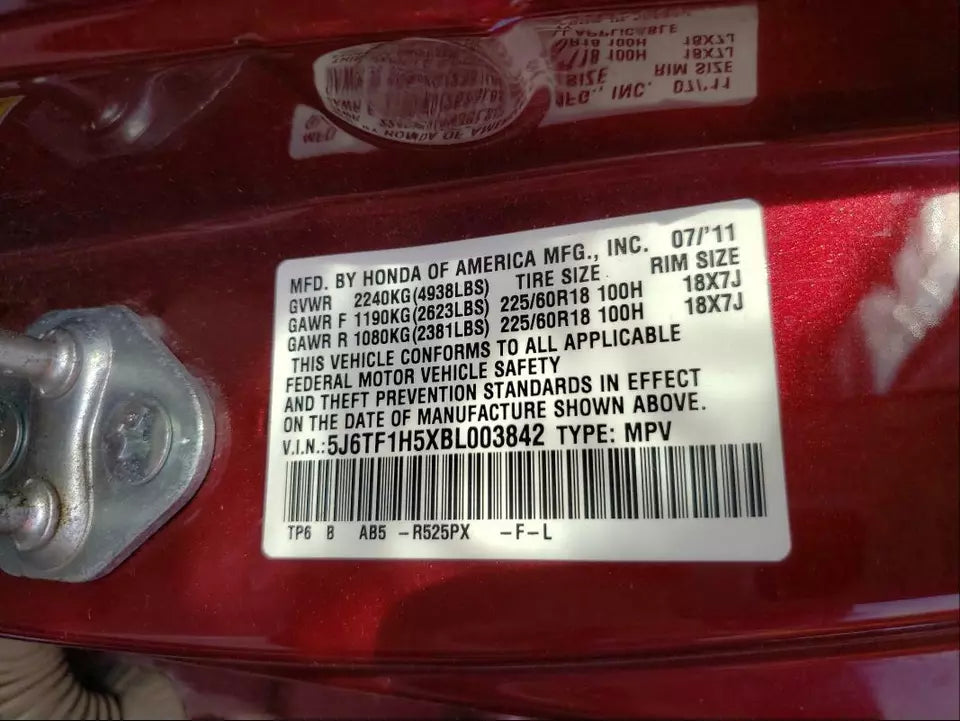 MFD. BY HONDA OF AMERICA MFG., INC. 07/'11
GVWR 2240KG(4938LBS) TIRE SIZE RIM SIZE
GAWR F 1190KG(2623LBS) 225/60R18 100H 18X7J
GAWR R 1080KG(2381LBS) 225/60R18 100H 18X7J
THIS VEHICLE CONFORMS TO ALL APPLICABLE
FEDERAL MOTOR VEHICLE SAFETY
AND THEFT PREVENTION STANDARDS IN EFFECT
ON THE DATE OF MANUFACTURE SHOWN ABOVE.
V.I.N.:5J6TF1H5XBL003842 TYPE: MPV
TP6 B AB5 -R525PX -F-L